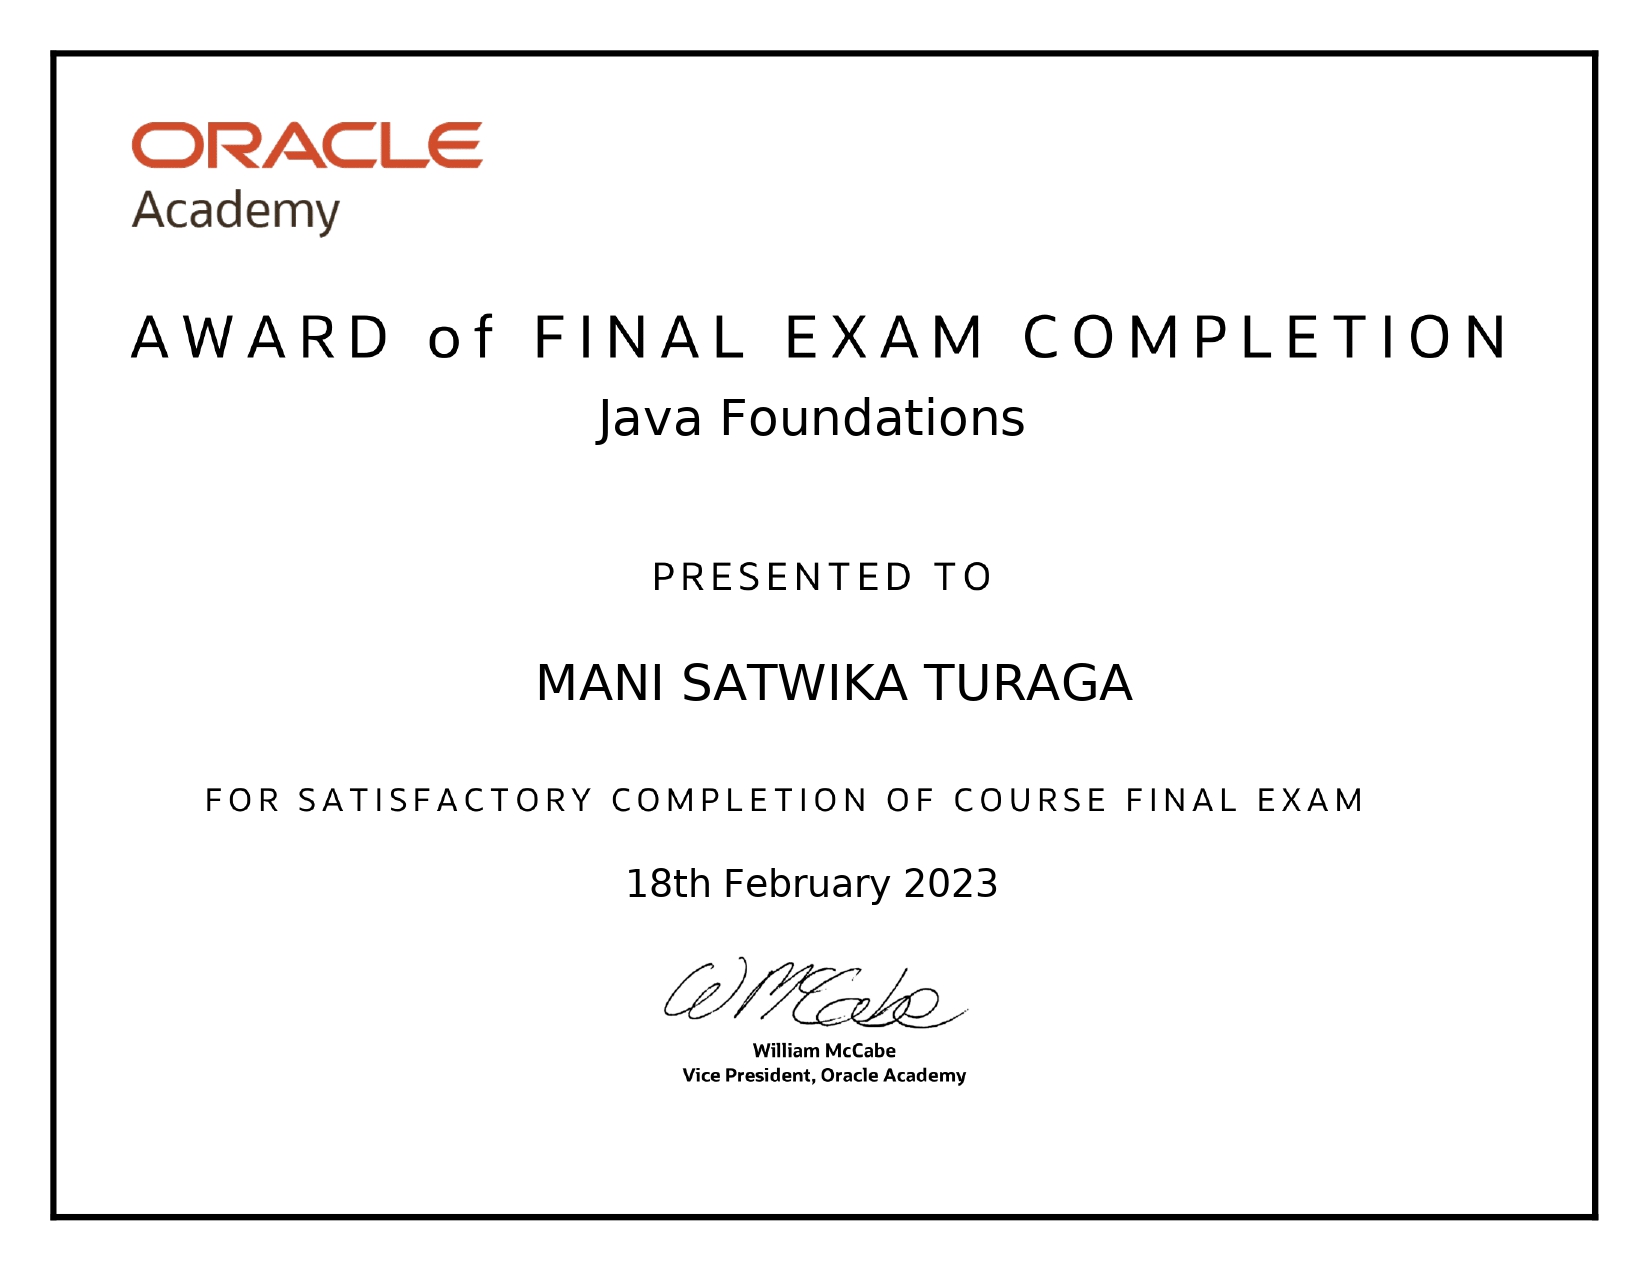 ORACLE
Academy
AWARD of FINAL EXAM COMPLETION
Java Foundations
PRESENTED TO
MANI SATWIKA TURAGA
FOR SATISFACTORY COMPLETION OF COURSE FINAL EXAM
18th February 2023
W McCabe
William McCabe
Vice President, Oracle Academy